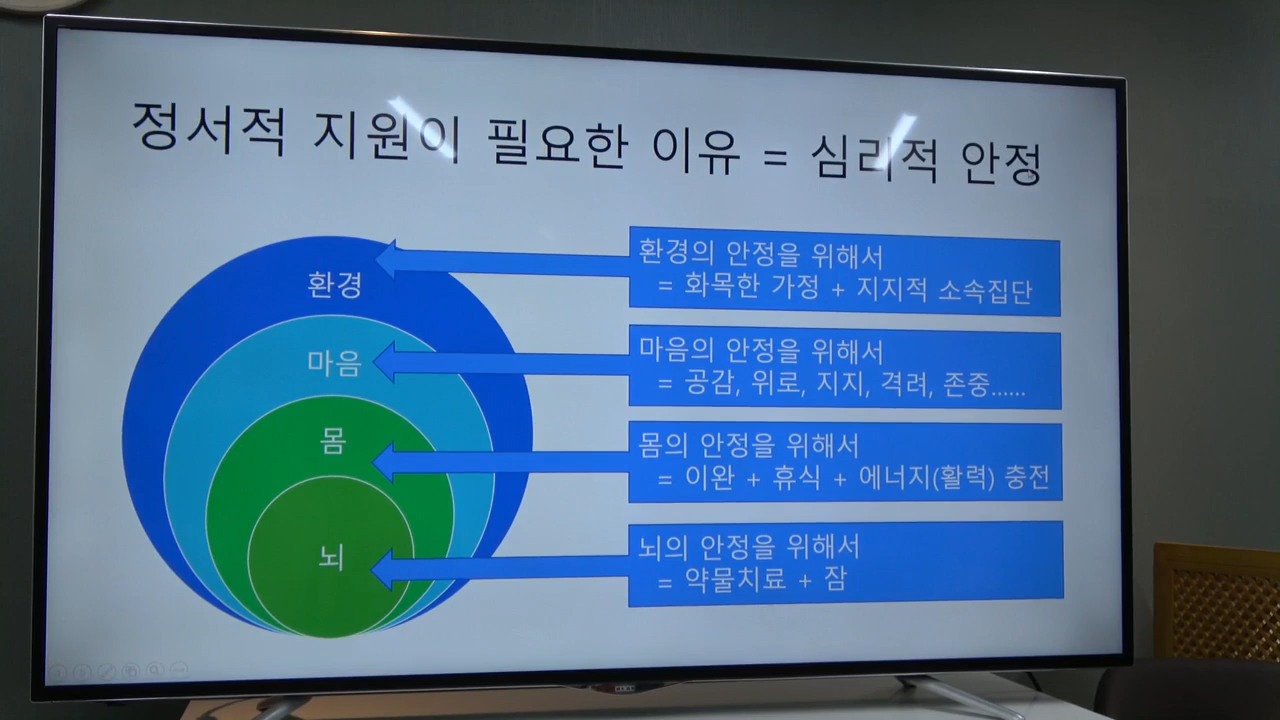 정서적 지원이 필요한 이유 = 심리적 안정
환경
마음
몸
뇌
환경의 안정을 위해서
= 화목한 가정 + 지지적 소속집단
마음의 안정을 위해서
= 공감, 위로, 지지, 격려, 존중......
몸의 안정을 위해서
= 이완 + 휴식 + 에너지(활력) 충전
뇌의 안정을 위해서
= 약물치료 + 잠